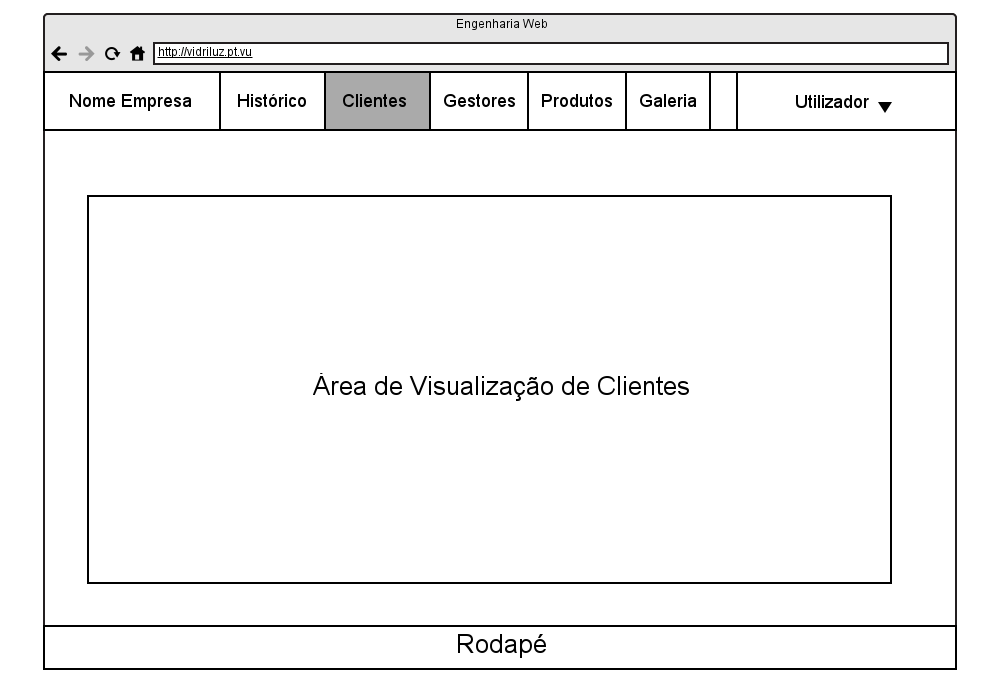 Engenharia Web
http://vidriluz.pt.vu
Nome Empresa
Histórico
Clientes
Gestores
Produtos
Galeria
Utilizador
Área de Visualização de Clientes
Rodapé